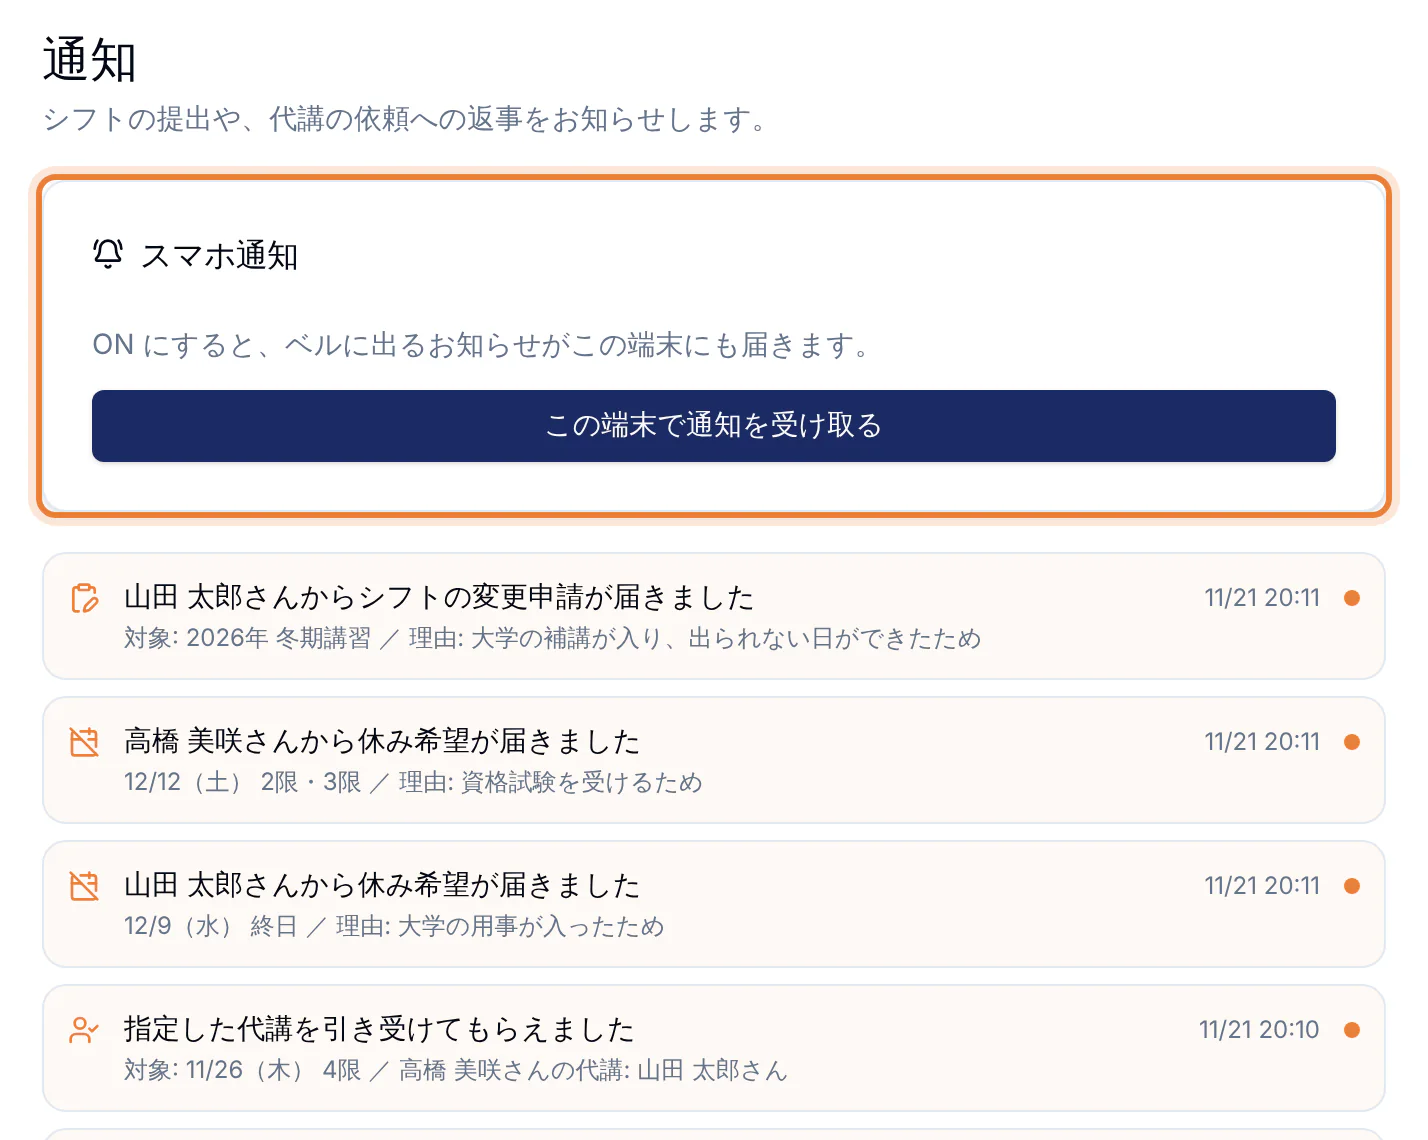 通知
シフトの提出や、代講の依頼への返事をお知らせします。
スマホ通知
ON にすると、ベルに出るお知らせがこの端末にも届きます。
この端末で通知を受け取る
山田 太郎さんからシフトの変更申請が届きました 11/21 20:11
対象: 2026年 冬期講習 ／ 理由: 大学の補講が入り、出られない日ができたため
高橋 美咲さんから休み希望が届きました 11/21 20:11
12/12（土） 2限・3限 ／ 理由: 資格試験を受けるため
山田 太郎さんから休み希望が届きました 11/21 20:11
12/9（水） 終日 ／ 理由: 大学の用事が入ったため
指定した代講を引き受けてもらえました 11/21 20:10
対象: 11/26（木） 4限 ／ 高橋 美咲さんの代講: 山田 太郎さん